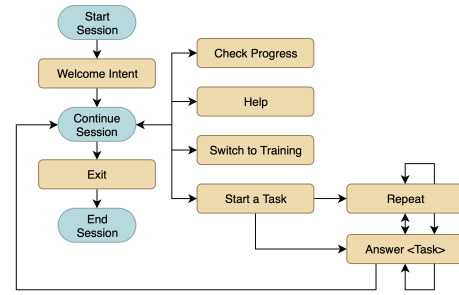 Start
Session
Welcome Intent
Continue
Session
Exit
End
Session
Check Progress
Help
Switch to Training
Start a Task
Repeat
Answer <Task>